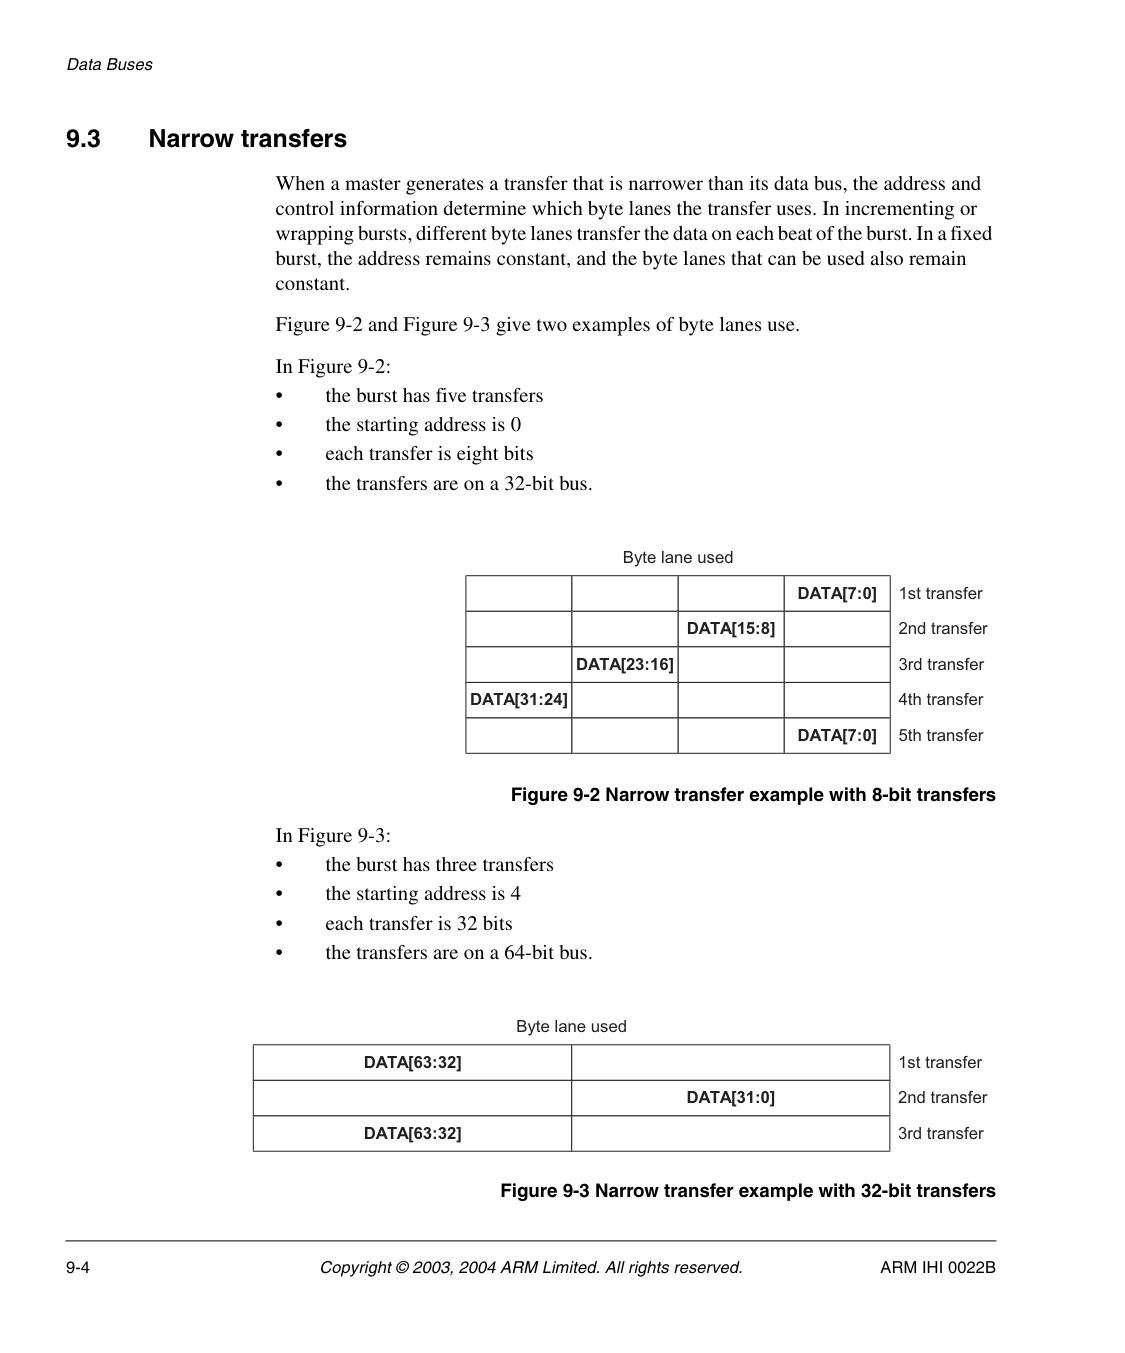 Data Buses
9.3 Narrow transfers
When a master generates a transfer that is narrower than its data bus, the address and
control information determine which byte lanes the transfer uses. In incrementing or
wrapping bursts, different byte lanes transfer the data on each beat of the burst. In a fixed
burst, the address remains constant, and the byte lanes that can be used also remain
constant.
Figure 9-2 and Figure 9-3 give two examples of byte lanes use.
In Figure 9-2:
• the burst has five transfers
• the starting address is 0
• each transfer is eight bits
• the transfers are on a 32-bit bus.
Byte lane used
DATA[7:0] 1st transfer
DATA[15:8] 2nd transfer
DATA[23:16] 3rd transfer
DATA[31:24] 4th transfer
DATA[7:0] 5th transfer
Figure 9-2 Narrow transfer example with 8-bit transfers
In Figure 9-3:
• the burst has three transfers
• the starting address is 4
• each transfer is 32 bits
• the transfers are on a 64-bit bus.
Byte lane used
DATA[63:32] 1st transfer
DATA[31:0] 2nd transfer
DATA[63:32] 3rd transfer
Figure 9-3 Narrow transfer example with 32-bit transfers
9-4 Copyright © 2003, 2004 ARM Limited. All rights reserved. ARM IHI 0022B